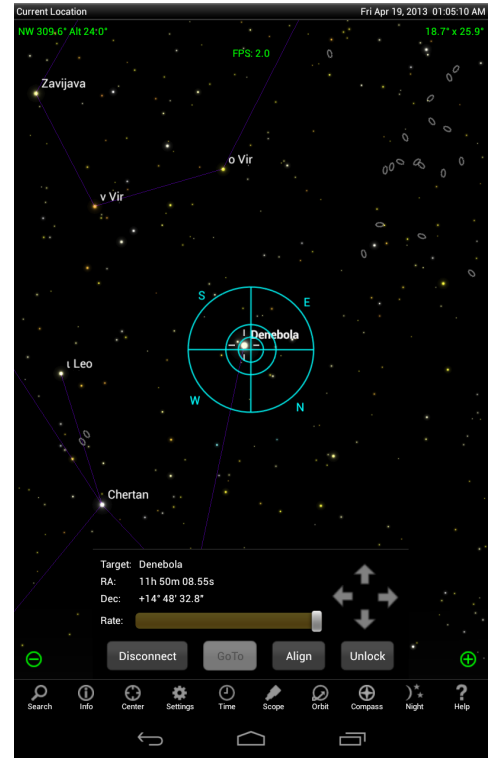 Current Location Fri Apr 19, 2013 01:05:10 AM
NW 309.6° Alt 24.0° 18.7° x 25.9°
FPS: 2.0
Zavijava
o Vir
ν Vir
S E
Denebola
ι Leo
W N
Chertan
Target: Denebola
RA: 11h 50m 08.55s
Dec: +14° 48' 32.8"
Rate:
Disconnect GoTo Align Unlock
Search Info Center Settings Time Scope Orbit Compass Night Help